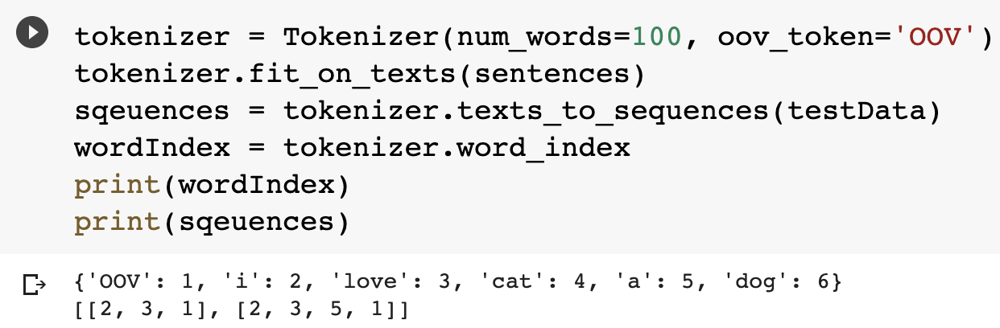 tokenizer = Tokenizer(num_words=100, oov_token='OOV')
tokenizer.fit_on_texts(sentences)
sqeuences = tokenizer.texts_to_sequences(testData)
wordIndex = tokenizer.word_index
print(wordIndex)
print(sqeuences)
{'OOV': 1, 'i': 2, 'love': 3, 'cat': 4, 'a': 5, 'dog': 6}
[[2, 3, 1], [2, 3, 5, 1]]